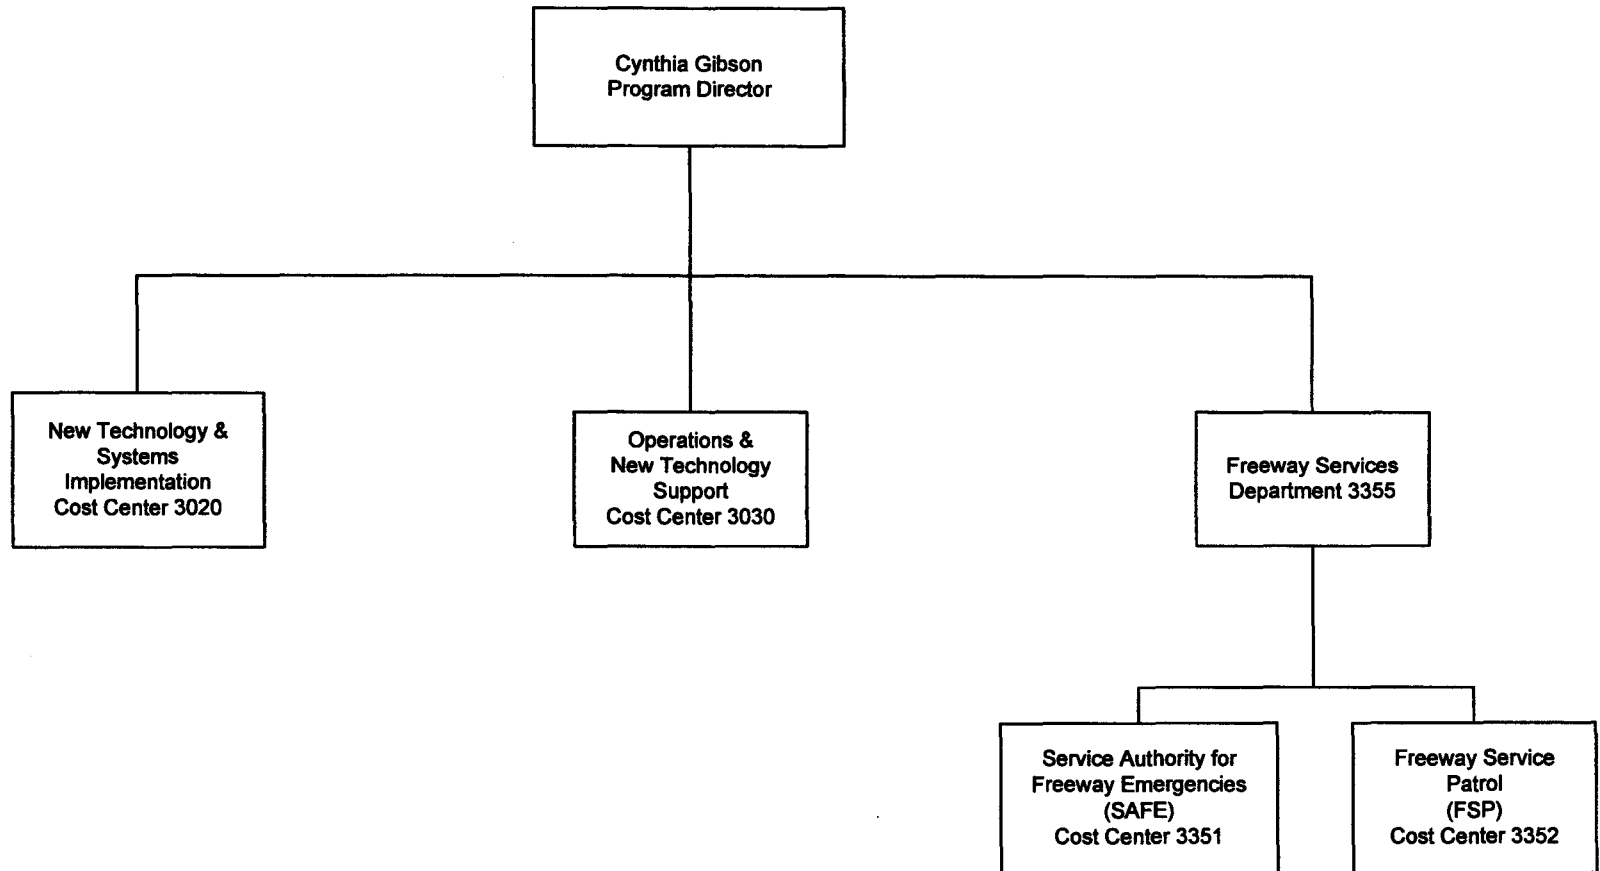 Cynthia Gibson
Program Director
New Technology &
Systems
Implementation
Cost Center 3020
Operations &
New Technology
Support
Cost Center 3030
Freeway Services
Department 3355
Service Authority for
Freeway Emergencies
(SAFE)
Cost Center 3351
Freeway Service
Patrol
(FSP)
Cost Center 3352